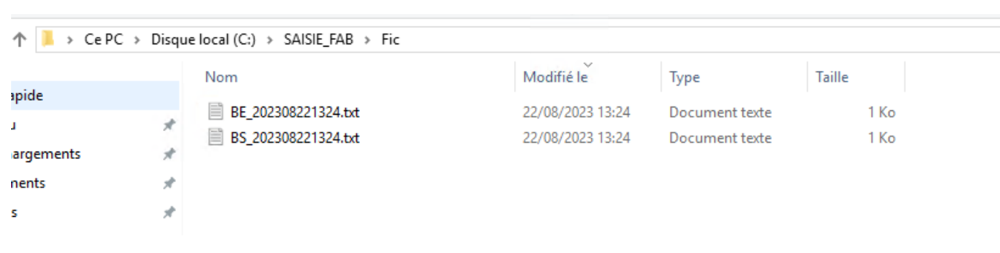 Ce PC > Disque local (C:) > SAISIE_FAB > Fic
Nom Modifié le Type Taille
apide
BE_202308221324.txt 22/08/2023 13:24 Document texte 1 Ko
u
BS_202308221324.txt 22/08/2023 13:24 Document texte 1 Ko
argements
ments
s